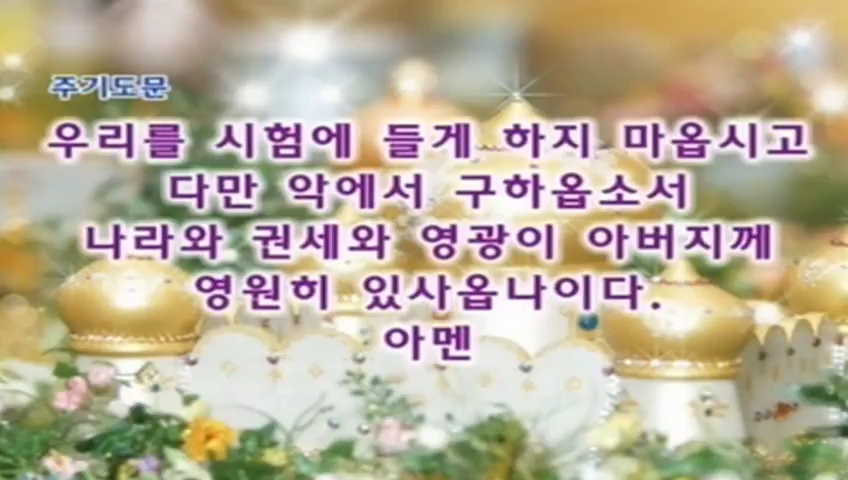 주기도문
우리를 시험에 들게 하지 마옵시고
다만 악에서 구하옵소서
나라와 권세와 영광이 아버지께
영원히 있사옵나이다.
아멘